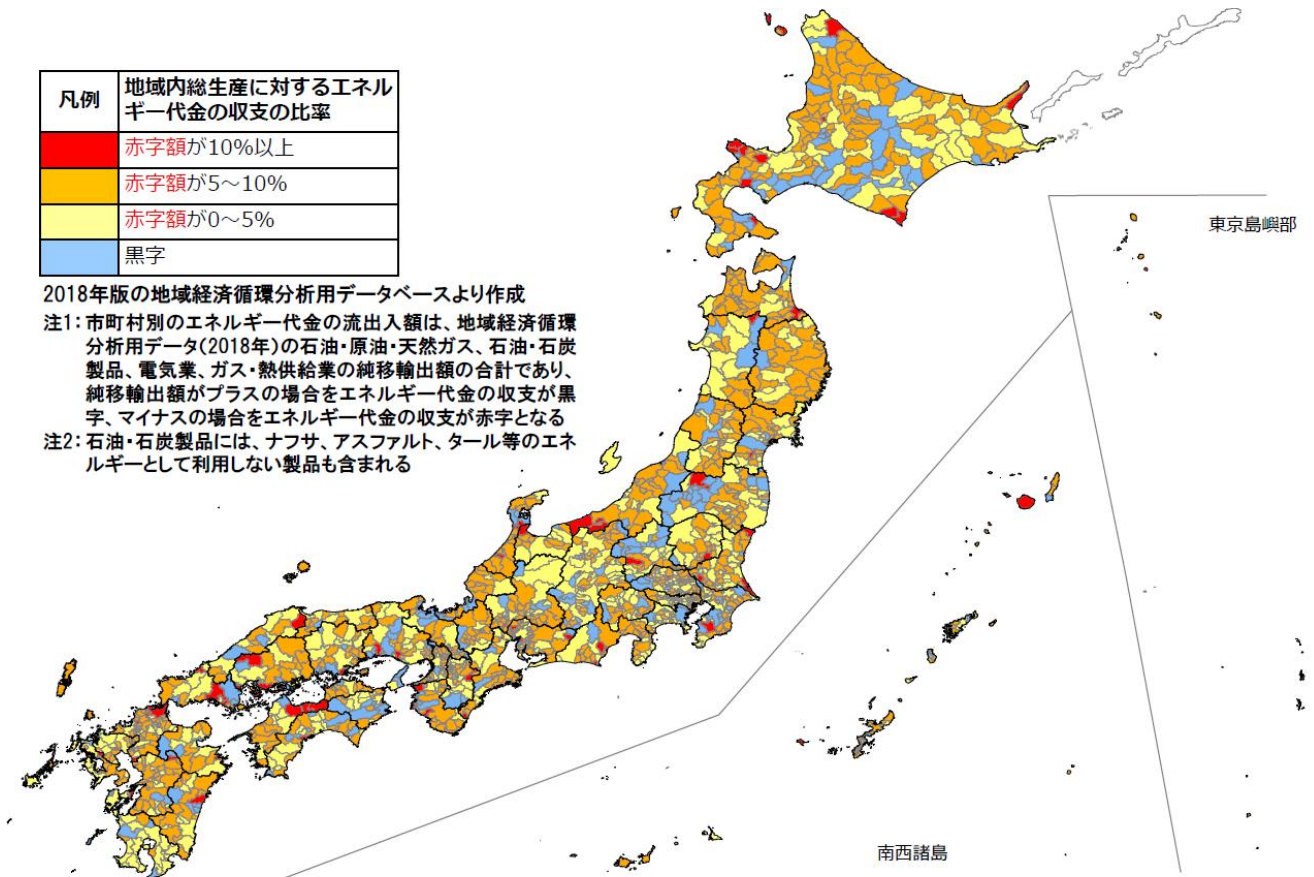 凡例
地域内総生産に対するエネル
ギー代金の収支の比率
赤字額が10%以上
赤字額が5～10%
赤字額が0～5%
黒字
2018年版の地域経済循環分析用データベースより作成
注1：市町村別のエネルギー代金の流出入額は、地域経済循環
分析用データ(2018年)の石油・原油・天然ガス、石油・石炭
製品、電気業、ガス・熱供給業の純移輸出額の合計であり、
純移輸出額がプラスの場合をエネルギー代金の収支が黒
字、マイナスの場合をエネルギー代金の収支が赤字となる
注2：石油・石炭製品には、ナフサ、アスファルト、タール等のエネ
ルギーとして利用しない製品も含まれる
東京島嶼部
南西諸島